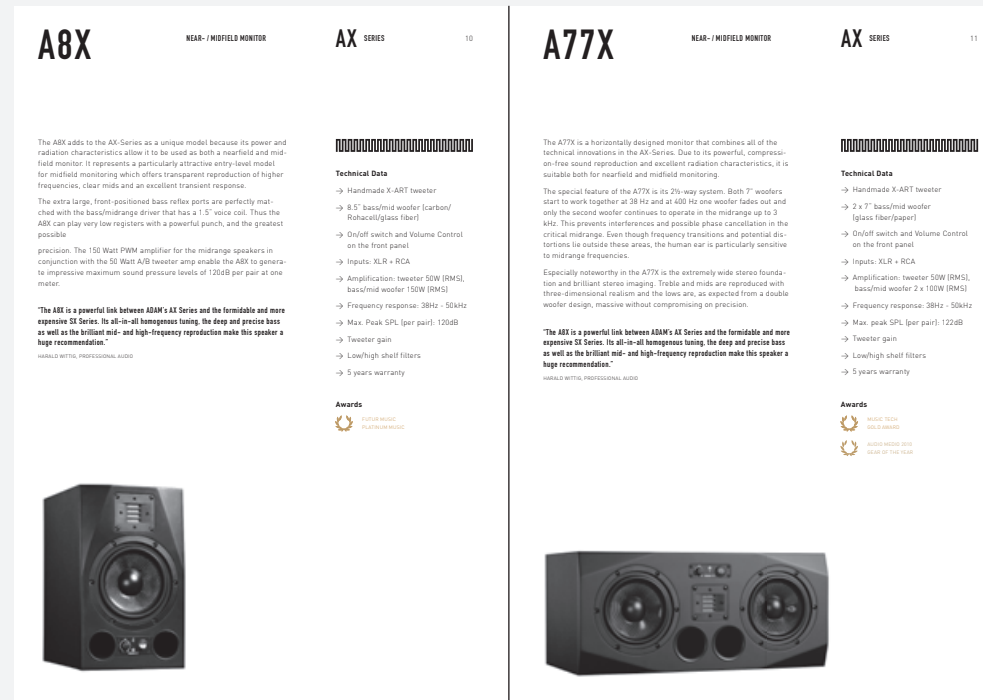 A8X
NEAR- / MIDFIELD MONITOR
AX SERIES
10
The A8X adds to the AX-Series as a unique model because its power and
radiation characteristics allow it to be used as both a nearfield and mid-
field monitor. It represents a particularly attractive entry-level model
for midfield monitoring which offers transparent reproduction of higher
frequencies, clear mids and an excellent transient response.
The extra large, front-positioned bass reflex ports are perfectly mat-
ched with the bass/midrange driver that has a 1.5" voice coil. Thus the
A8X can play very low registers with a powerful punch, and the greatest
possible
precision. The 150 Watt PWM amplifier for the midrange speakers in
conjunction with the 50 Watt A/B tweeter amp enable the A8X to genera-
te impressive maximum sound pressure levels of 120dB per pair at one
meter.
"The A8X is a powerful link between ADAM's AX Series and the formidable and more
expensive SX Series. Its all-in-all homogenous tuning, the deep and precise bass
as well as the brilliant mid- and high-frequency reproduction make this speaker a
huge recommendation."
HARALD WITTIG, PROFESSIONAL AUDIO
Technical Data
→ Handmade X-ART tweeter
→ 8.5" bass/mid woofer (carbon/
Rohacell/glass fiber)
→ On/off switch and Volume Control
on the front panel
→ Inputs: XLR + RCA
→ Amplification: tweeter 50W (RMS),
bass/mid woofer 150W (RMS)
→ Frequency response: 38Hz - 50kHz
→ Max. Peak SPL (per pair): 120dB
→ Tweeter gain
→ Low/high shelf filters
→ 5 years warranty
Awards
FUTUR MUSIC
PLATINUM MUSIC
A77X
NEAR- / MIDFIELD MONITOR
AX SERIES
11
The A77X is a horizontally designed monitor that combines all of the
technical innovations in the AX-Series. Due to its powerful, compressi-
on-free sound reproduction and excellent radiation characteristics, it is
suitable both for nearfield and midfield monitoring.
The special feature of the A77X is its 2½-way system. Both 7" woofers
start to work together at 38 Hz and at 400 Hz one woofer fades out and
only the second woofer continues to operate in the midrange up to 3
kHz. This prevents interferences and possible phase cancellation in the
critical midrange. Even though frequency transitions and potential dis-
tortions lie outside these areas, the human ear is particularly sensitive
to midrange frequencies.
Especially noteworthy in the A77X is the extremely wide stereo founda-
tion and brilliant stereo imaging. Treble and mids are reproduced with
three-dimensional realism and the lows are, as expected from a double
woofer design, massive without compromising on precision.
"The A8X is a powerful link between ADAM's AX Series and the formidable and more
expensive SX Series. Its all-in-all homogenous tuning, the deep and precise bass
as well as the brilliant mid- and high-frequency reproduction make this speaker a
huge recommendation."
HARALD WITTIG, PROFESSIONAL AUDIO
Technical Data
→ Handmade X-ART tweeter
→ 2 x 7" bass/mid woofer
(glass fiber/paper)
→ On/off switch and Volume Control
on the front panel
→ Inputs: XLR + RCA
→ Amplification: tweeter 50W (RMS),
bass/mid woofer 2 x 100W (RMS)
→ Frequency response: 38Hz - 50kHz
→ Max. peak SPL (per pair): 122dB
→ Tweeter gain
→ Low/high shelf filters
→ 5 years warranty
Awards
MUSIC TECH
GOLD AWARD
AUDIO MEDIO 2010
GEAR OF THE YEAR